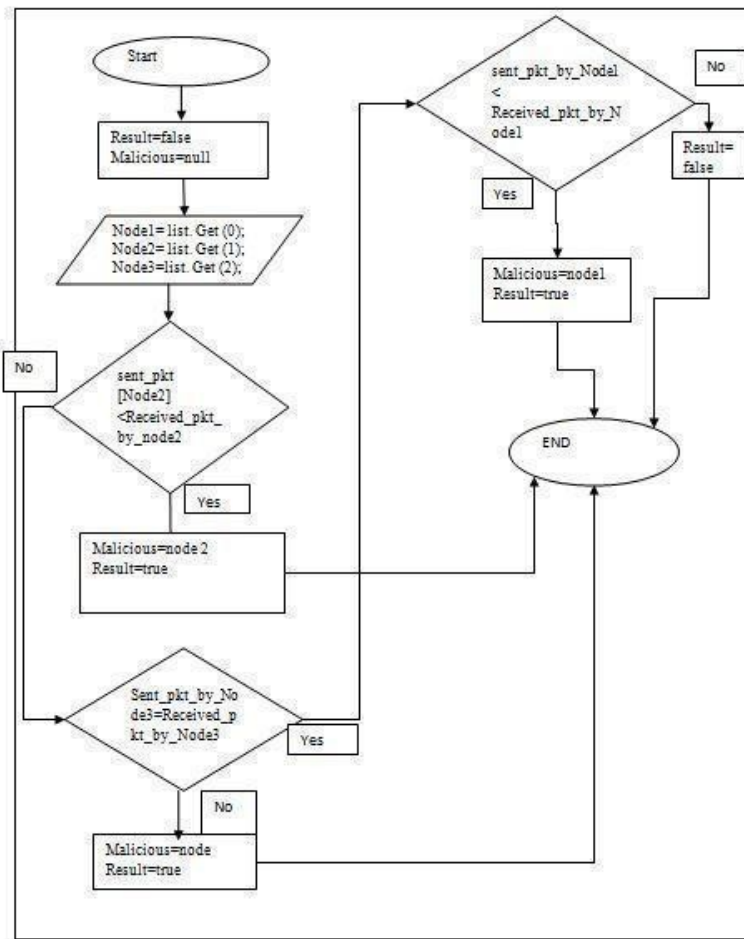 Start
Result=false
Malicious=null
Node1= list. Get (0);
Node2= list. Get (1);
Node3=list. Get (2);
No
sent_pkt
[Node2]
<Received_pkt_
by_node2
Yes
Malicious=node 2
Result=true
Sent_pkt_by_No
de3=Received_p
kt_by_Node3
Yes
No
Malicious=node
Result=true
sent_pkt_by_Node1
<
Received_pkt_by_N
ode1
No
Result=
false
Yes
Malicious=node1
Result=true
END